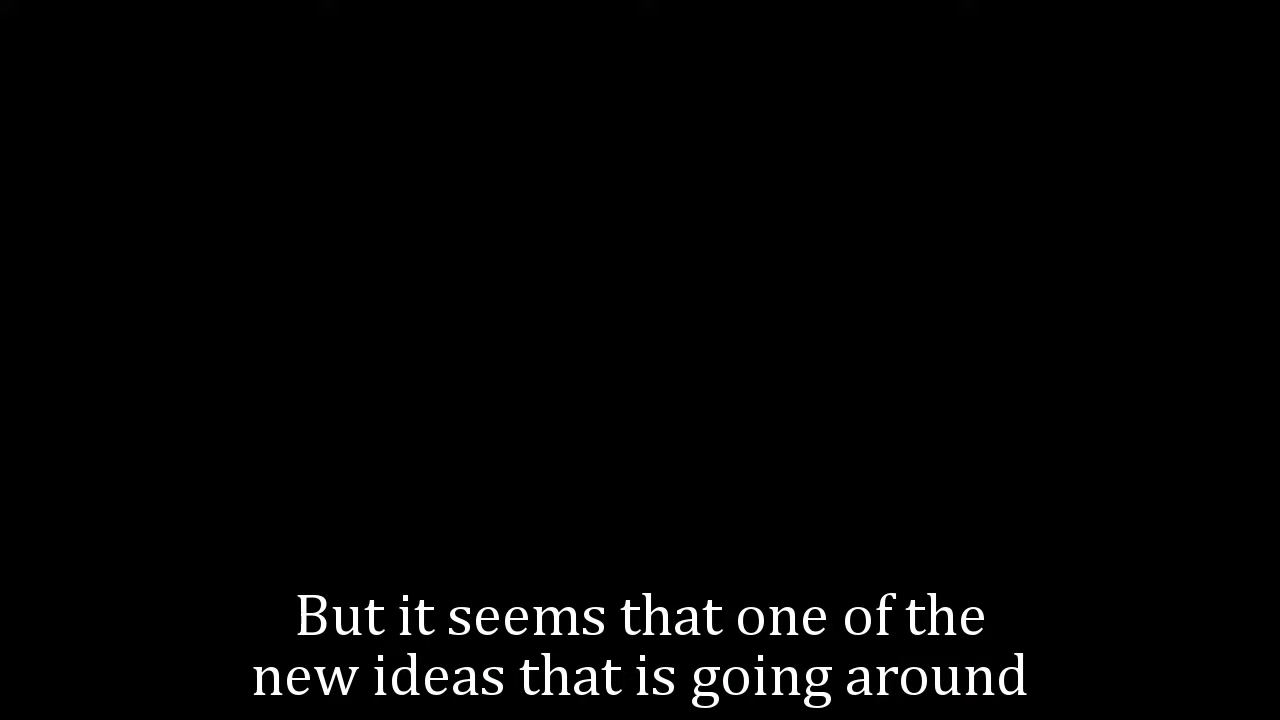 But it seems that one of the
new ideas that is going around